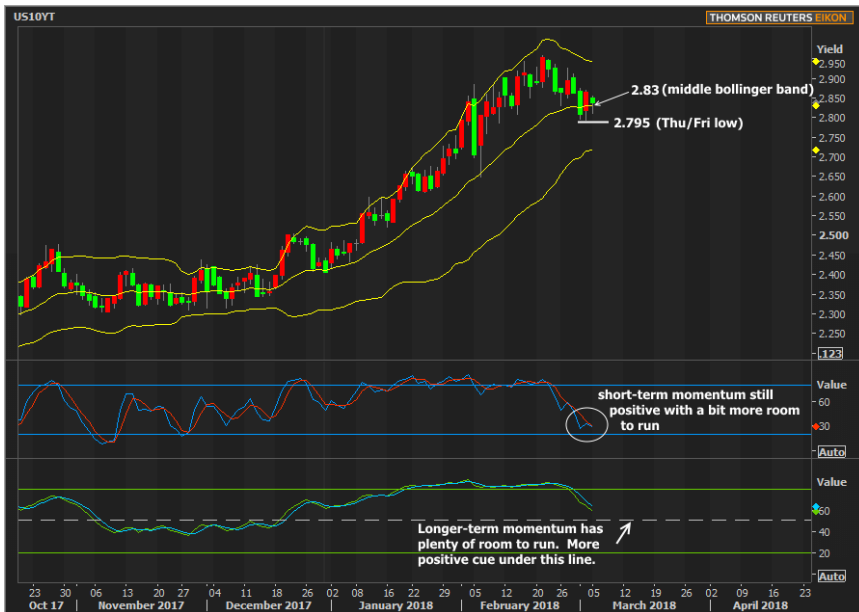 US10YT
THOMSON REUTERS EIKON
Yield
2.950
2.900
2.83 (middle bollinger band)
2.850
2.800
2.795 (Thu/Fri low)
2.750
2.700
2.650
2.600
2.550
2.500
2.450
2.400
2.350
2.300
2.250
.123
Value
short-term momentum still
positive with a bit more room
to run
60
30
Auto
Value
60
Longer-term momentum has
plenty of room to run. More
positive cue under this line.
40
20
Auto
23 30 06 13 20 27 04 11 18 26 02 08 16 22 29 05 12 20 26 05 12 19 26 02 09 16 23
Oct 17 November 2017 December 2017 January 2018 February 2018 March 2018 April 2018